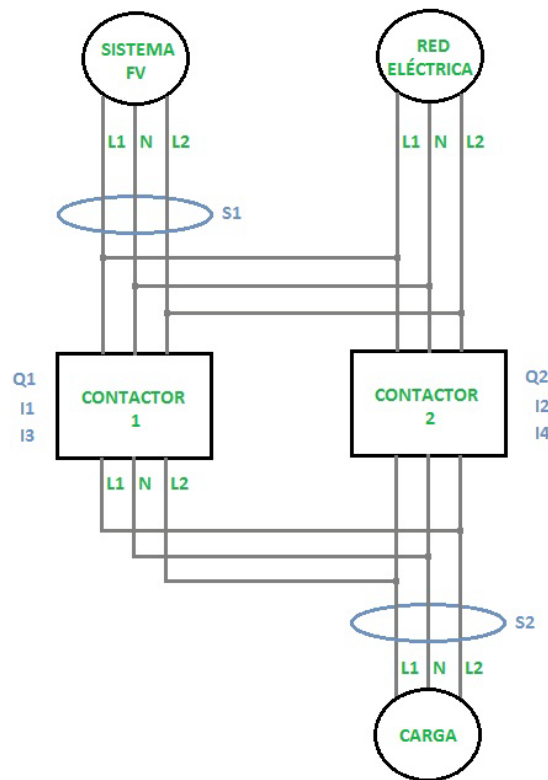 SISTEMA
FV
RED
ELÉCTRICA
L1 N L2
L1 N L2
S1
Q1
I1
I3
CONTACTOR
1
CONTACTOR
2
Q2
I2
I4
L1 N L2
S2
L1 N L2
CARGA